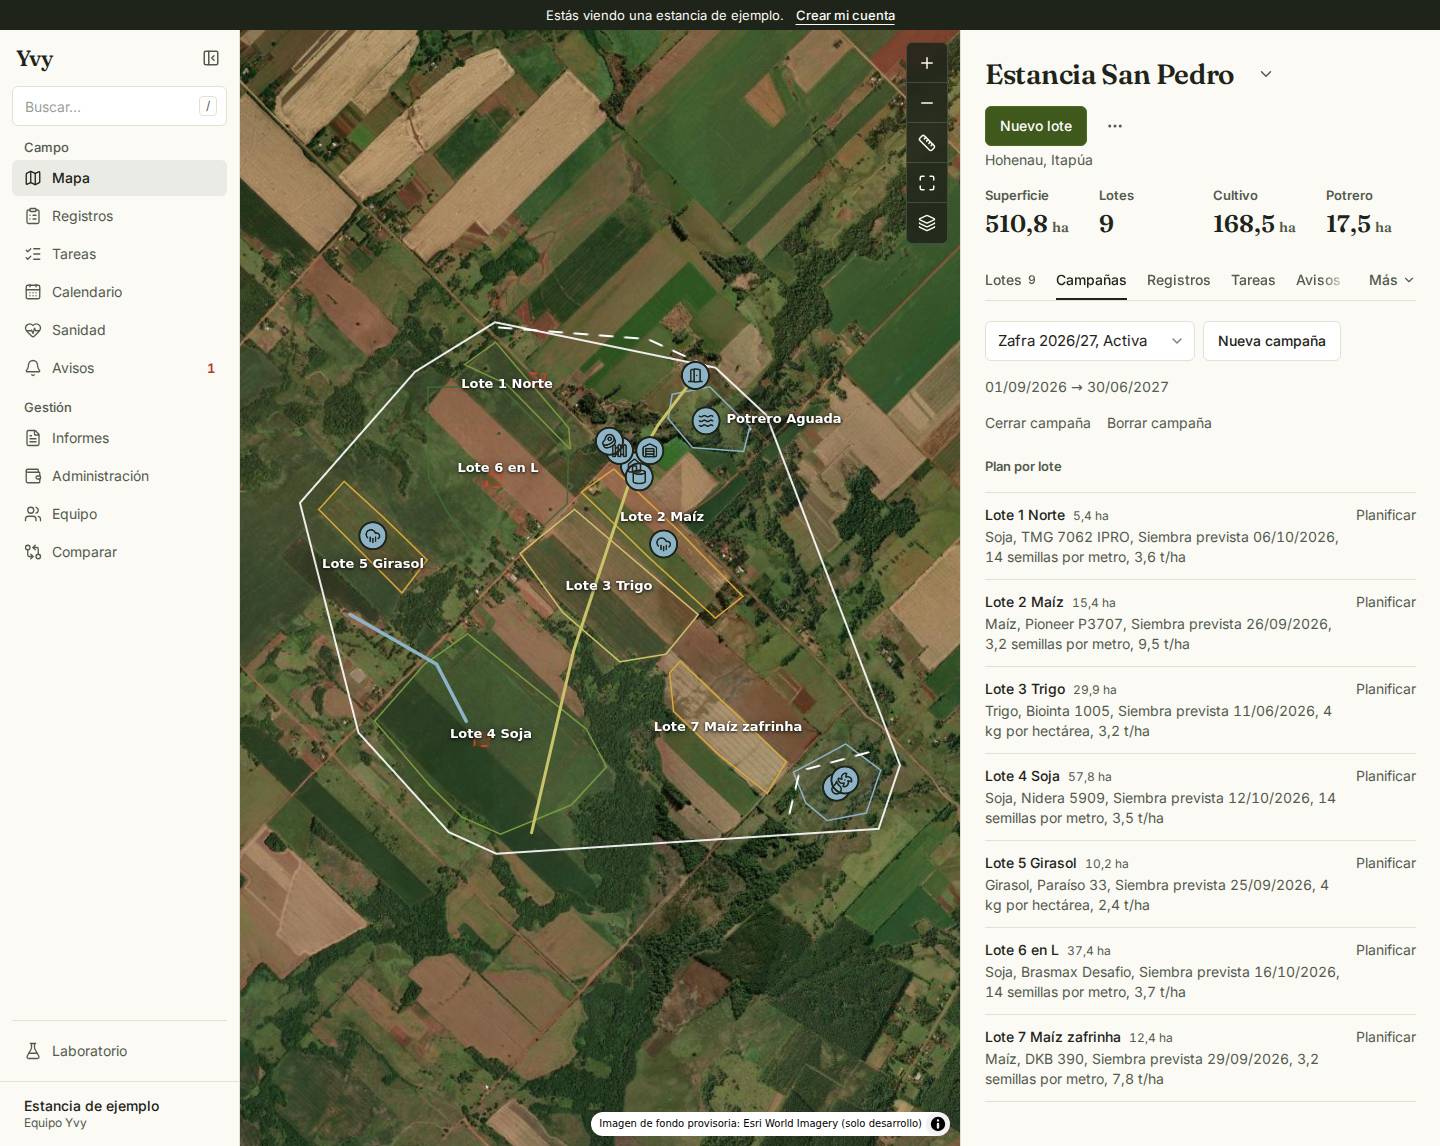 Estás viendo una estancia de ejemplo. Crear mi cuenta
Yvy
Buscar... /
Campo
Mapa
Registros
Tareas
Calendario
Sanidad
Avisos 1
Gestión
Informes
Administración
Equipo
Comparar
Laboratorio
Estancia de ejemplo
Equipo Yvy
Lote 1 Norte
Potrero Aguada
Lote 6 en L
Lote 2 Maíz
Lote 5 Girasol
Lote 3 Trigo
Lote 7 Maíz zafrinha
Lote 4 Soja
Imagen de fondo provisoria: Esri World Imagery (solo desarrollo)
Estancia San Pedro
Nuevo lote
Hohenau, Itapúa
Superficie Lotes Cultivo Potrero
510,8 ha 9 168,5 ha 17,5 ha
Lotes 9 Campañas Registros Tareas Avisos Más
Zafra 2026/27, Activa Nueva campaña
01/09/2026 → 30/06/2027
Cerrar campaña Borrar campaña
Plan por lote
Lote 1 Norte 5,4 ha Planificar
Soja, TMG 7062 IPRO, Siembra prevista 06/10/2026,
14 semillas por metro, 3,6 t/ha
Lote 2 Maíz 15,4 ha Planificar
Maíz, Pioneer P3707, Siembra prevista 26/09/2026,
3,2 semillas por metro, 9,5 t/ha
Lote 3 Trigo 29,9 ha Planificar
Trigo, Biointa 1005, Siembra prevista 11/06/2026, 4
kg por hectárea, 3,2 t/ha
Lote 4 Soja 57,8 ha Planificar
Soja, Nidera 5909, Siembra prevista 12/10/2026, 14
semillas por metro, 3,5 t/ha
Lote 5 Girasol 10,2 ha Planificar
Girasol, Paraíso 33, Siembra prevista 25/09/2026, 4
kg por hectárea, 2,4 t/ha
Lote 6 en L 37,4 ha Planificar
Soja, Brasmax Desafio, Siembra prevista 16/10/2026,
14 semillas por metro, 3,7 t/ha
Lote 7 Maíz zafrinha 12,4 ha Planificar
Maíz, DKB 390, Siembra prevista 29/09/2026, 3,2
semillas por metro, 7,8 t/ha